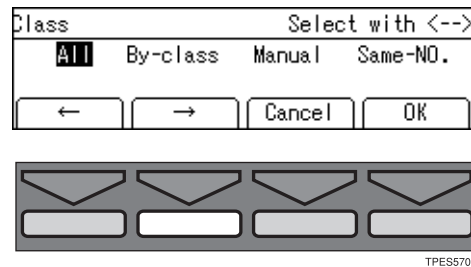 Class Select with <-->
All By-class Manual Same-NO.
← → Cancel OK
TPES570